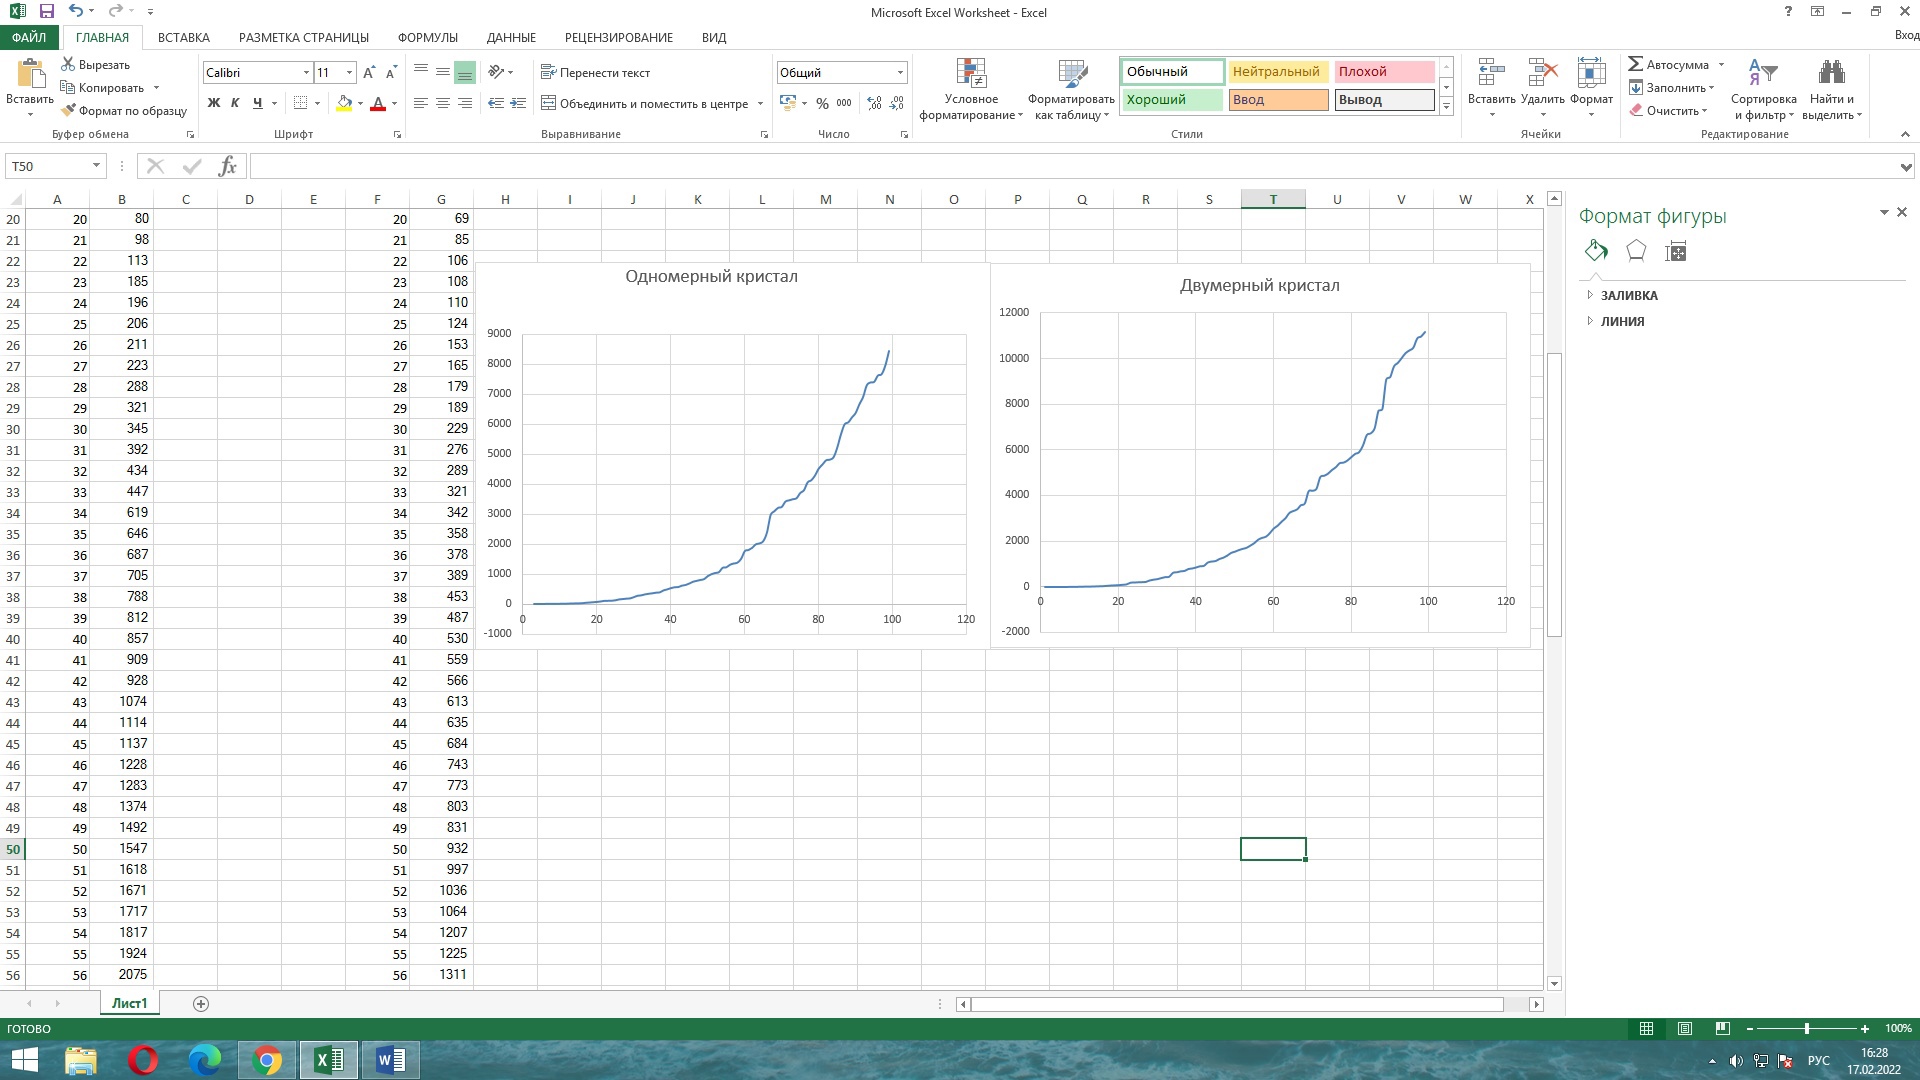 Microsoft Excel Worksheet - Excel
ФАЙЛ ГЛАВНАЯ ВСТАВКА РАЗМЕТКА СТРАНИЦЫ ФОРМУЛЫ ДАННЫЕ РЕЦЕНЗИРОВАНИЕ ВИД Вход
Вставить
Вырезать
Копировать
Формат по образцу
Буфер обмена
Calibri 11
Ж К Ч
Шрифт
Перенести текст
Объединить и поместить в центре
Выравнивание
Общий
% 000
Число
Условное форматирование
Форматировать как таблицу
Обычный Нейтральный Плохой
Хороший Ввод Вывод
Стили
Вставить Удалить Формат
Ячейки
Автосумма
Заполнить
Очистить
Сортировка и фильтр
Найти и выделить
Редактирование
T50 fx
A B C D E F G H I J K L M N O P Q R S T U V W X
20 20 80 20 69
21 21 98 21 85
22 22 113 22 106
23 23 185 23 108
24 24 196 24 110
25 25 206 25 124
26 26 211 26 153
27 27 223 27 165
28 28 288 28 179
29 29 321 29 189
30 30 345 30 229
31 31 392 31 276
32 32 434 32 289
33 33 447 33 321
34 34 619 34 342
35 35 646 35 358
36 36 687 36 378
37 37 705 37 389
38 38 788 38 453
39 39 812 39 487
40 40 857 40 530
41 41 909 41 559
42 42 928 42 566
43 43 1074 43 613
44 44 1114 44 635
45 45 1137 45 684
46 46 1228 46 743
47 47 1283 47 773
48 48 1374 48 803
49 49 1492 49 831
50 50 1547 50 932
51 51 1618 51 997
52 52 1671 52 1036
53 53 1717 53 1064
54 54 1817 54 1207
55 55 1924 55 1225
56 56 2075 56 1311
Одномерный кристал
9000
8000
7000
6000
5000
4000
3000
2000
1000
0
-1000
0 20 40 60 80 100 120
Двумерный кристал
12000
10000
8000
6000
4000
2000
0
-2000
0 20 40 60 80 100 120
Формат фигуры
ЗАЛИВКА
ЛИНИЯ
Лист1
ГОТОВО 100%
РУС
16:28
17.02.2022